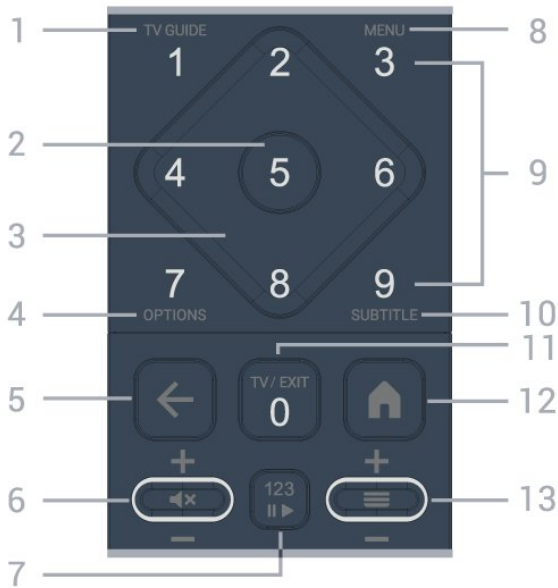 1 TV GUIDE MENU 8
1 2 3
2 4 5 6 9
3
7 8 9
4 OPTIONS SUBTITLE 10
11
5 TV / EXIT 12
0
+ +
6 123 13
7 − −